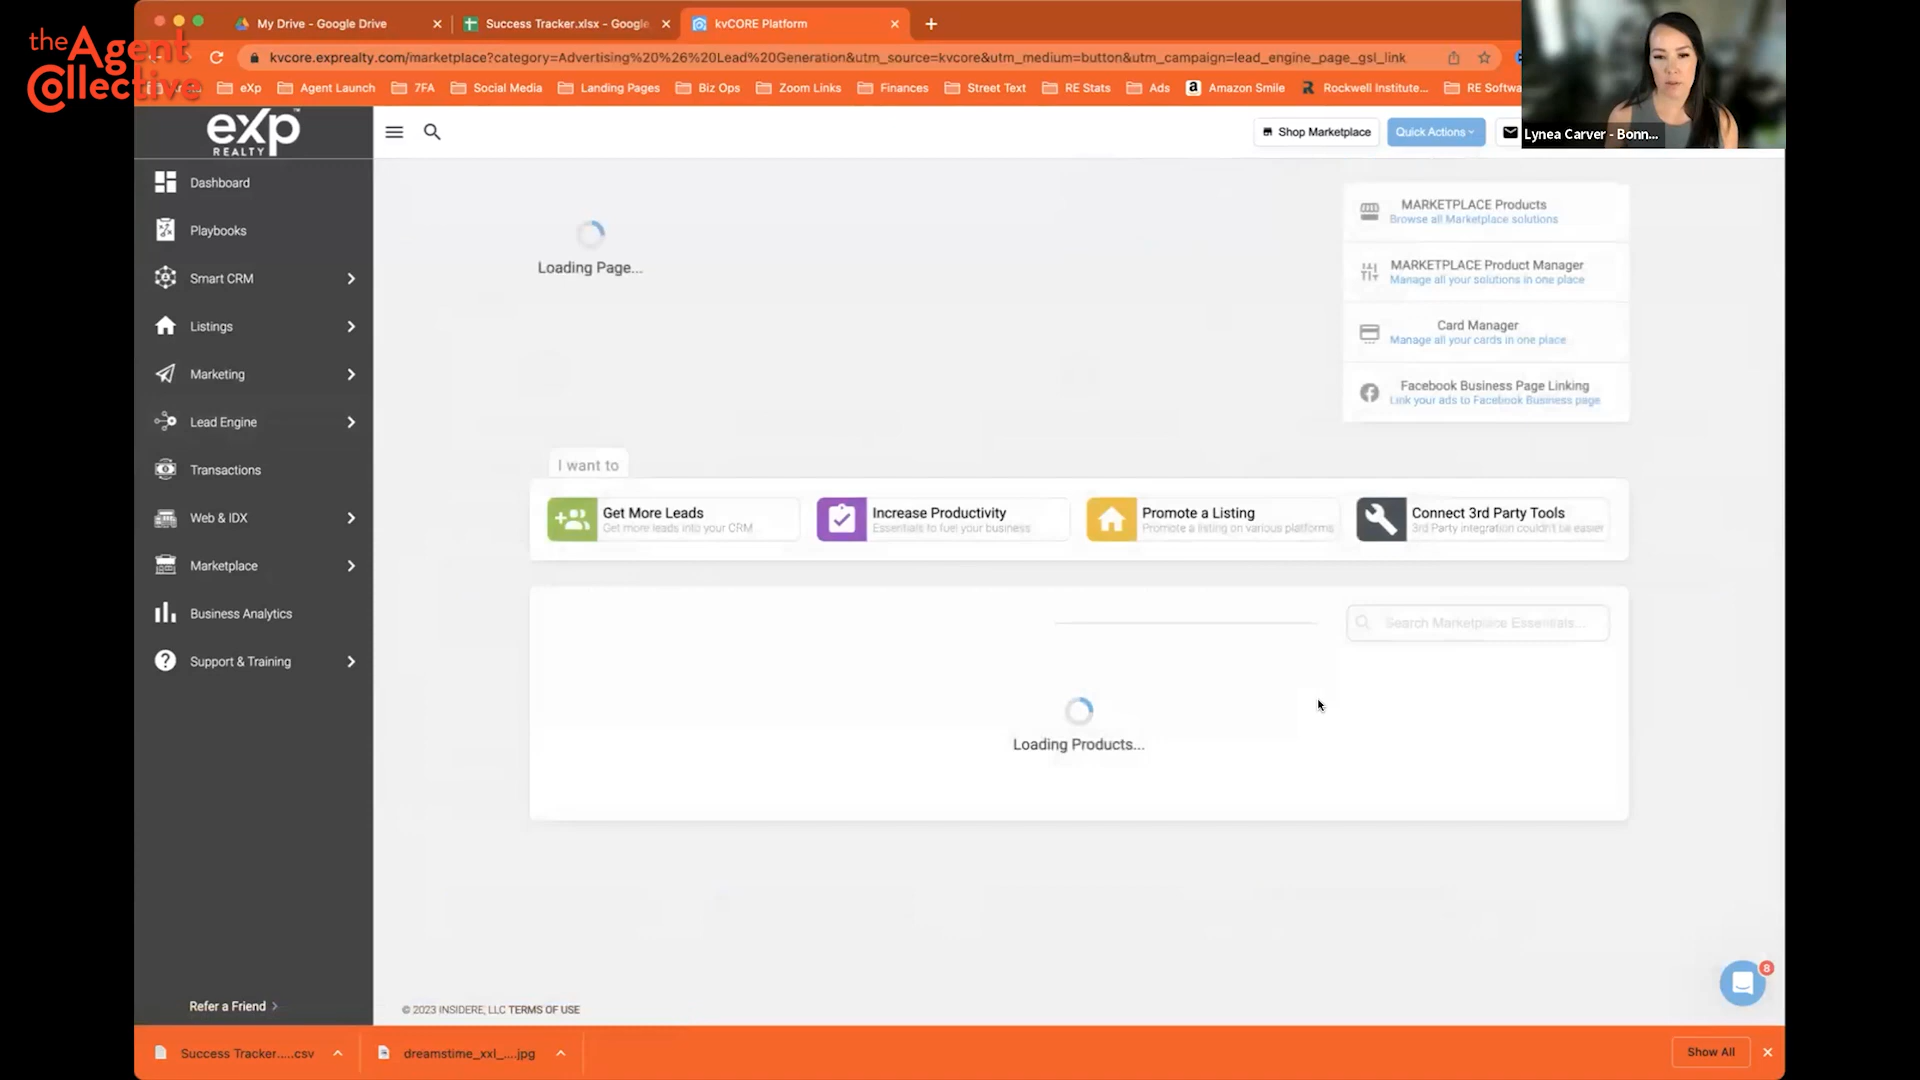 the Agent Collective
My Drive - Google Drive
Success Tracker.xlsx - Google
kvCORE Platform
kvcore.exprealty.com/marketplace?category=Advertising%20%26%20Lead%20Generation&utm_source=kvcore&utm_medium=button&utm_campaign=lead_engine_page_gsl_link
eXp
Agent Launch
7FA
Social Media
Landing Pages
Biz Ops
Zoom Links
Finances
Street Text
RE Stats
Ads
Amazon Smile
Rockwell Institute...
RE Softwa
Lynea Carver - Bonn...
eXp
REALTY
Shop Marketplace
Quick Actions
Dashboard
Playbooks
Smart CRM
Listings
Marketing
Lead Engine
Transactions
Web & IDX
Marketplace
Business Analytics
Support & Training
Refer a Friend
Loading Page...
MARKETPLACE Products
Browse all Marketplace solutions
MARKETPLACE Product Manager
Manage all your solutions in one place
Card Manager
Manage all your cards in one place
Facebook Business Page Linking
Link your ads to Facebook Business page
I want to
Get More Leads
Get more leads into your CRM
Increase Productivity
Essentials to fuel your business
Promote a Listing
Promote a listing on various platforms
Connect 3rd Party Tools
3rd Party integration couldn't be easier
Search Marketplace Essentials...
Loading Products...
8
© 2023 INSIDERE, LLC TERMS OF USE
Success Tracker.....csv
dreamstime_xxl_....jpg
Show All